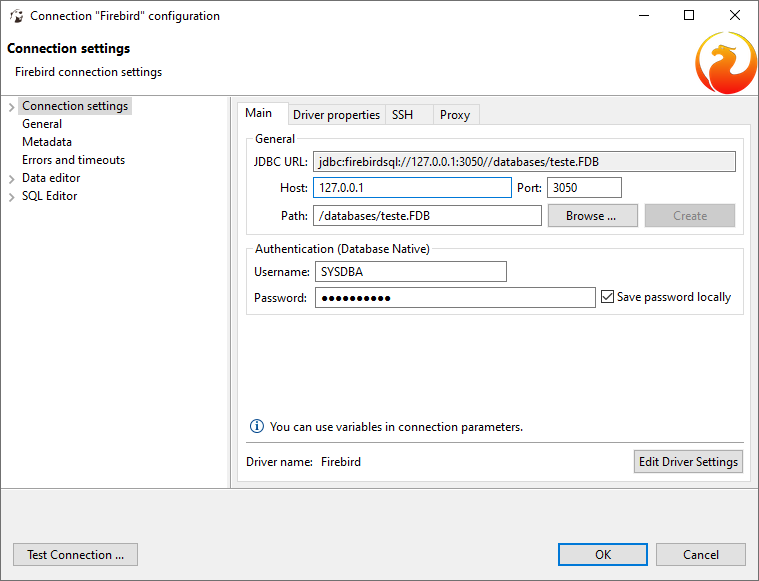 Connection "Firebird" configuration
Connection settings
Firebird connection settings
Connection settings
General
Metadata
Errors and timeouts
Data editor
SQL Editor
Main Driver properties SSH Proxy
General
JDBC URL: jdbc:firebirdsql://127.0.0.1:3050//databases/teste.FDB
Host: 127.0.0.1 Port: 3050
Path: /databases/teste.FDB Browse ... Create
Authentication (Database Native)
Username: SYSDBA
Password: ●●●●●●●●●● Save password locally
You can use variables in connection parameters.
Driver name: Firebird Edit Driver Settings
Test Connection ... OK Cancel